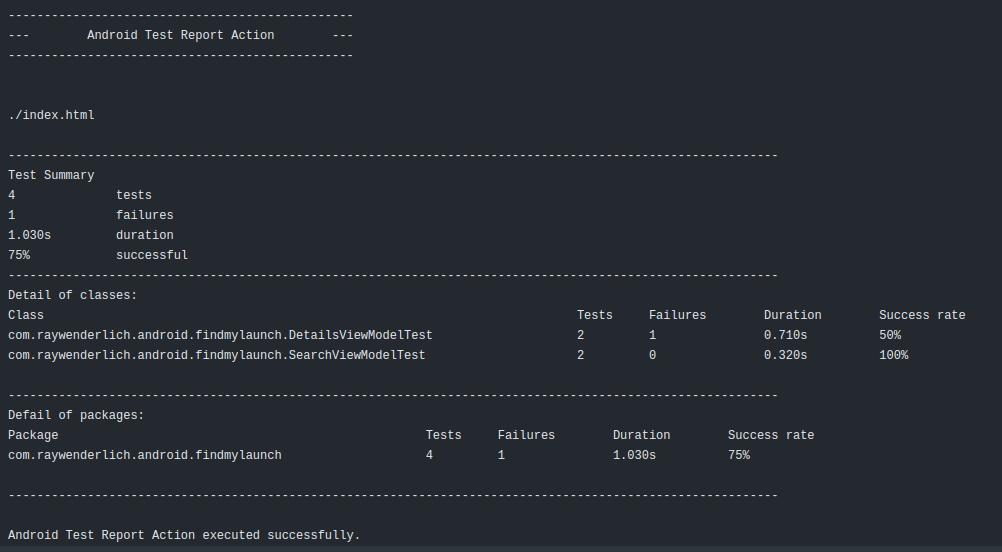 ------------------------------------------------
---        Android Test Report Action        ---
------------------------------------------------
./index.html
-----------------------------------------------------------------------------------------------------------
Test Summary
4              tests
1              failures
1.030s         duration
75%            successful
-----------------------------------------------------------------------------------------------------------
Detail of classes:
Class                                                                          Tests     Failures        Duration        Success rate
com.raywenderlich.android.findmylaunch.DetailsViewModelTest                    2         1               0.710s          50%
com.raywenderlich.android.findmylaunch.SearchViewModelTest                     2         0               0.320s          100%
-----------------------------------------------------------------------------------------------------------
Defail of packages:
Package                                                   Tests     Failures        Duration        Success rate
com.raywenderlich.android.findmylaunch                    4         1               1.030s          75%
-----------------------------------------------------------------------------------------------------------
Android Test Report Action executed successfully.